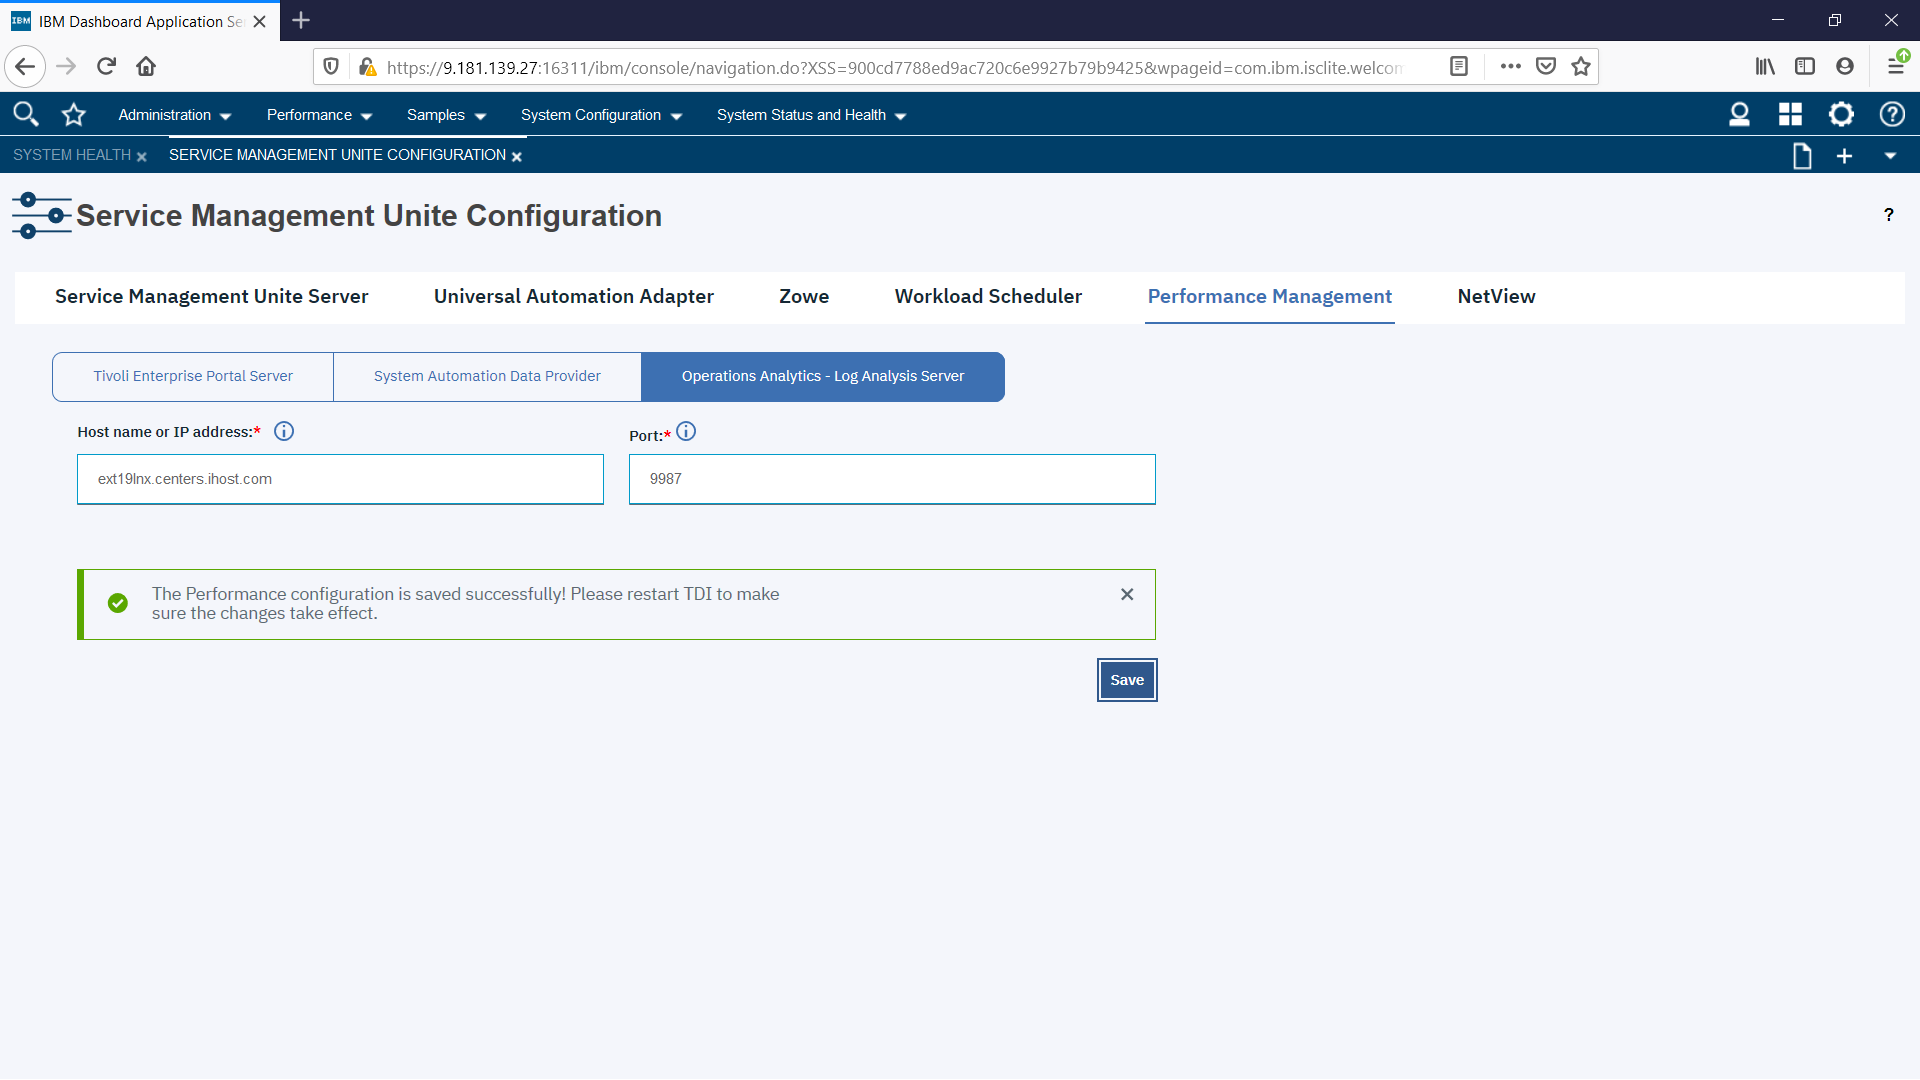 IBM Dashboard Application Se
https://9.181.139.27:16311/ibm/console/navigation.do?XSS=900cd7788ed9ac720c6e9927b79b9425&wpageid=com.ibm.isclite.welcom
Administration Performance Samples System Configuration System Status and Health
SYSTEM HEALTH SERVICE MANAGEMENT UNITE CONFIGURATION
Service Management Unite Configuration ?
Service Management Unite Server Universal Automation Adapter Zowe Workload Scheduler Performance Management NetView
Tivoli Enterprise Portal Server System Automation Data Provider Operations Analytics - Log Analysis Server
Host name or IP address:* Port:*
ext19lnx.centers.ihost.com 9987
The Performance configuration is saved successfully! Please restart TDI to make
sure the changes take effect.
Save